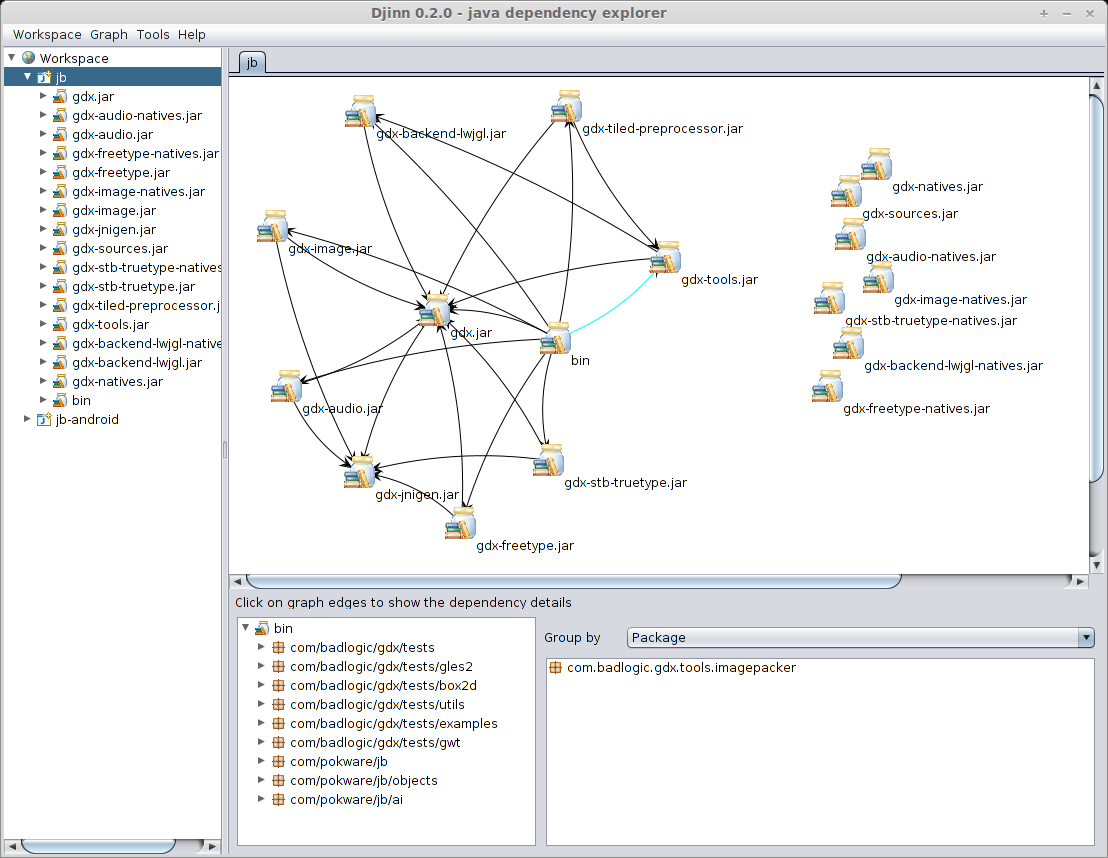 Djinn 0.2.0 - java dependency explorer
Workspace Graph Tools Help
Workspace
jb
gdx.jar
gdx-audio-natives.jar
gdx-audio.jar
gdx-freetype-natives.jar
gdx-freetype.jar
gdx-image-natives.jar
gdx-image.jar
gdx-jnigen.jar
gdx-sources.jar
gdx-stb-truetype-natives
gdx-stb-truetype.jar
gdx-tiled-preprocessor.j
gdx-tools.jar
gdx-backend-lwjgl-native
gdx-backend-lwjgl.jar
gdx-natives.jar
bin
jb-android
jb
gdx-backend-lwjgl.jar
gdx-tiled-preprocessor.jar
gdx-natives.jar
gdx-sources.jar
gdx-image.jar
gdx-audio-natives.jar
gdx-tools.jar
gdx-image-natives.jar
gdx-stb-truetype-natives.jar
gdx.jar
bin
gdx-backend-lwjgl-natives.jar
gdx-audio.jar
gdx-freetype-natives.jar
gdx-stb-truetype.jar
gdx-jnigen.jar
gdx-freetype.jar
Click on graph edges to show the dependency details
bin
com/badlogic/gdx/tests
com/badlogic/gdx/tests/gles2
com/badlogic/gdx/tests/box2d
com/badlogic/gdx/tests/utils
com/badlogic/gdx/tests/examples
com/badlogic/gdx/tests/gwt
com/pokware/jb
com/pokware/jb/objects
com/pokware/jb/ai
Group by Package
com.badlogic.gdx.tools.imagepacker